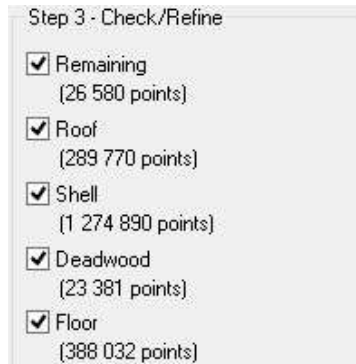 Step 3 - Check/Refine
Remaining
(26 580 points)
Roof
(289 770 points)
Shell
(1 274 890 points)
Deadwood
(23 381 points)
Floor
(388 032 points)